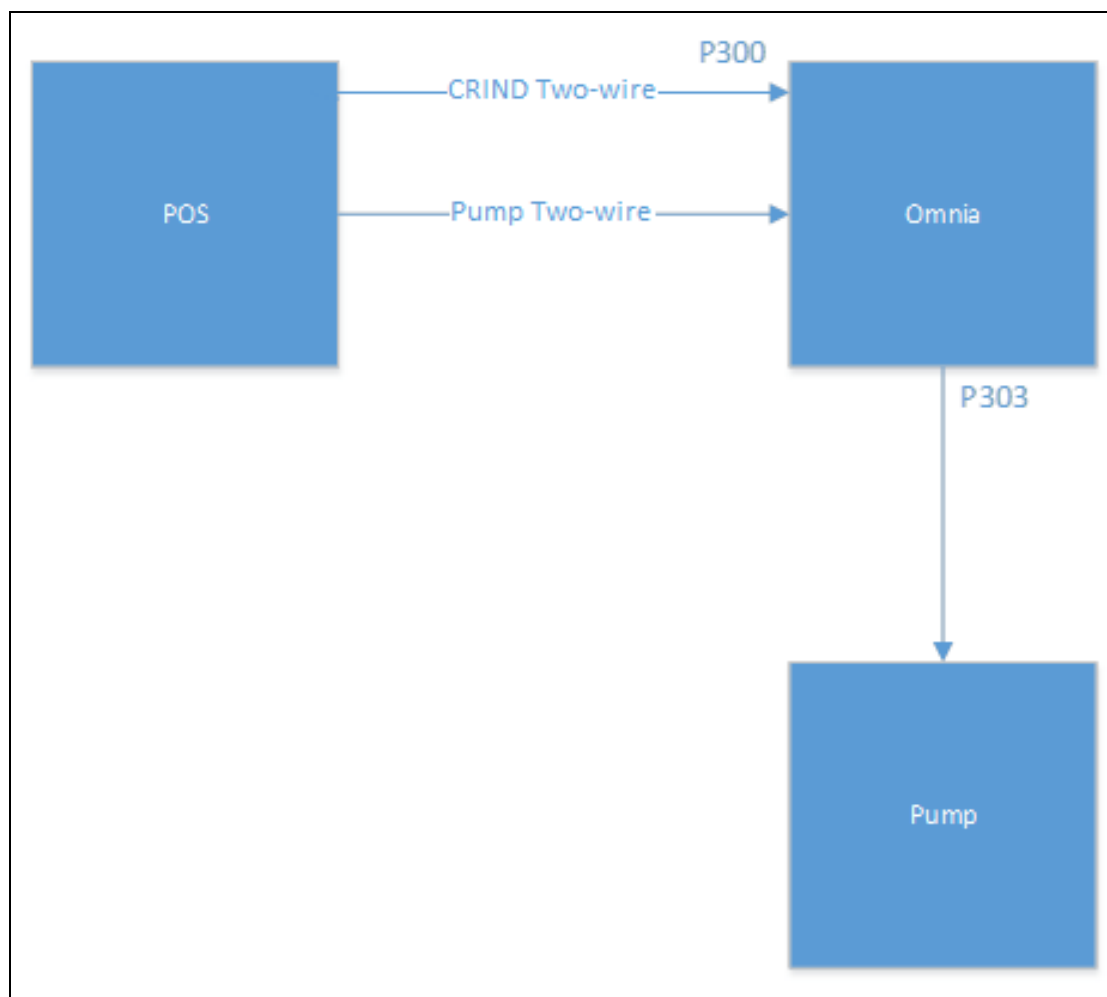 P300
CRIND Two-wire
POS
Pump Two-wire
Omnia
P303
Pump